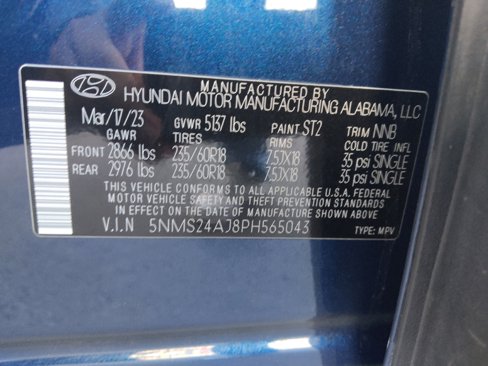 MANUFACTURED BY
HYUNDAI MOTOR MANUFACTURING ALABAMA, LLC
Mar/17/23 GVWR 5137 lbs PAINT ST2 TRIM NNB
GAWR TIRES RIMS COLD TIRE INFL
FRONT 2866 lbs 235/60R18 7.5JX18 35 psi SINGLE
REAR 2976 lbs 235/60R18 7.5JX18 35 psi SINGLE
THIS VEHICLE CONFORMS TO ALL APPLICABLE U.S.A. FEDERAL
MOTOR VEHICLE SAFETY AND THEFT PREVENTION STANDARDS
IN EFFECT ON THE DATE OF MANUFACTURE SHOWN ABOVE.
V.I.N 5NMS24AJ8PH565043 TYPE: MPV